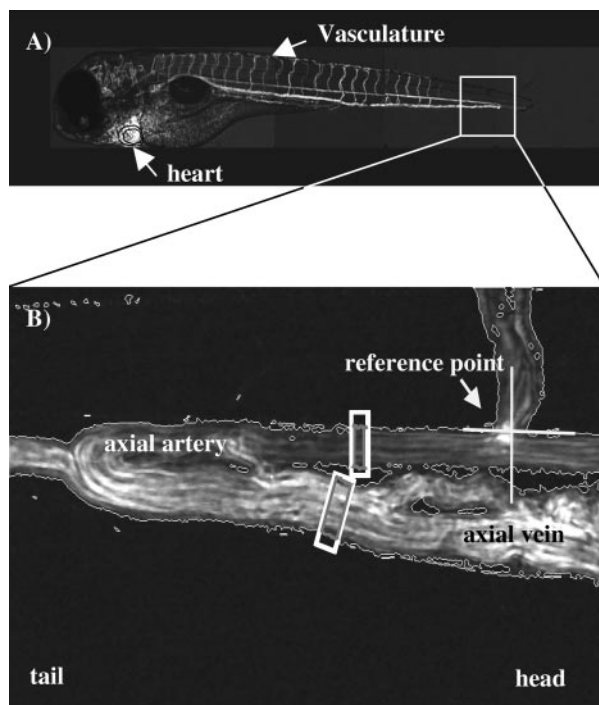 A)
Vasculature
heart
B)
reference point
axial artery
axial vein
tail
head